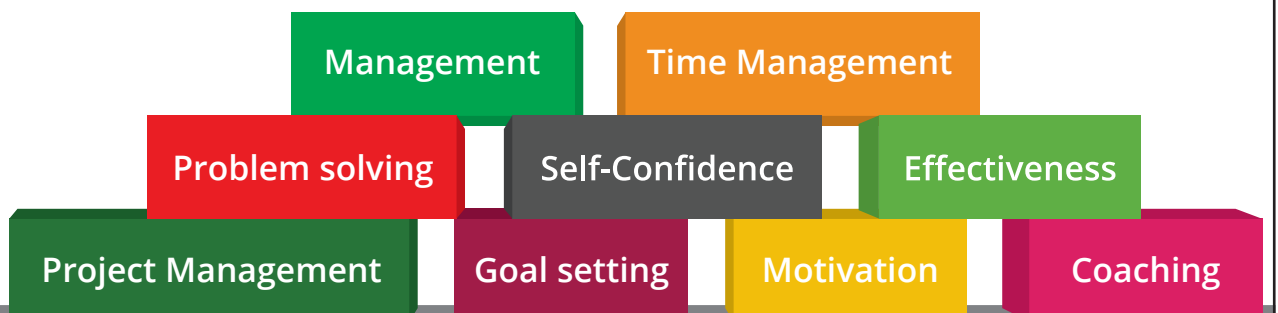 Management Time Management
Problem solving Self-Confidence Effectiveness
Project Management Goal setting Motivation Coaching